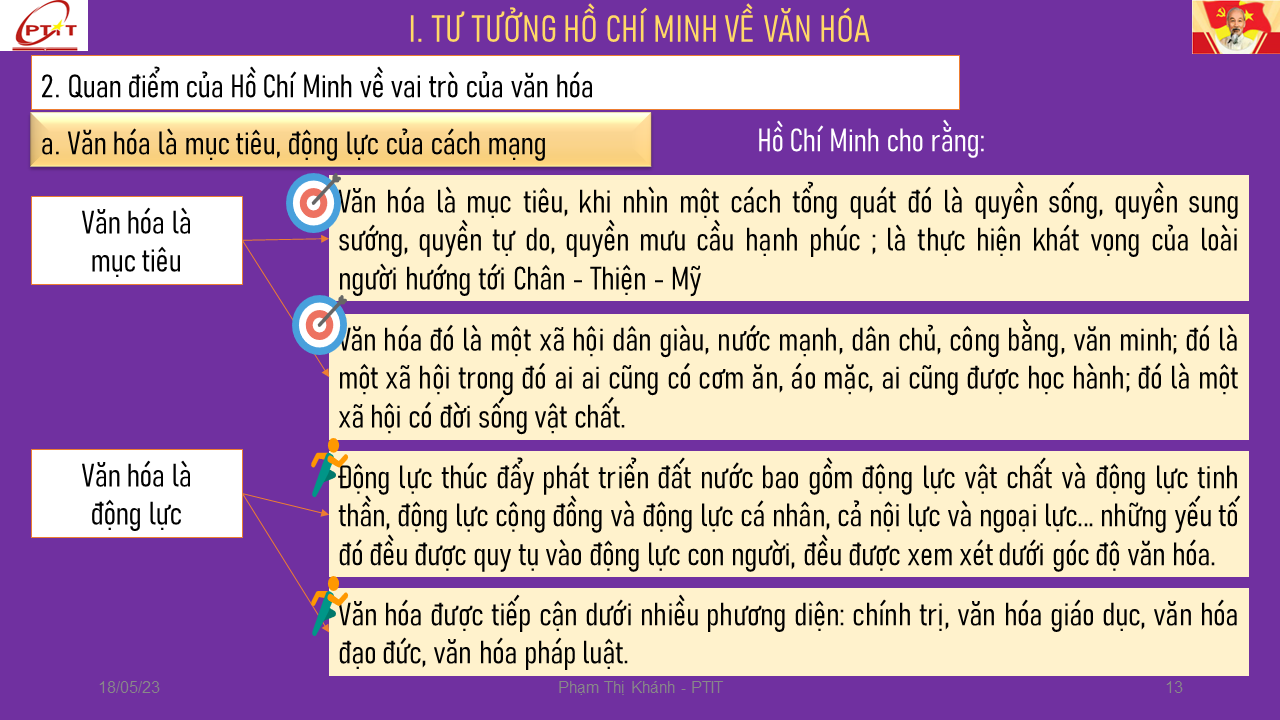 PTIT
I. TƯ TƯỞNG HỒ CHÍ MINH VỀ VĂN HÓA
2. Quan điểm của Hồ Chí Minh về vai trò của văn hóa
a. Văn hóa là mục tiêu, động lực của cách mạng
Hồ Chí Minh cho rằng:
Văn hóa là
mục tiêu
Văn hóa là mục tiêu, khi nhìn một cách tổng quát đó là quyền sống, quyền sung
sướng, quyền tự do, quyền mưu cầu hạnh phúc ; là thực hiện khát vọng của loài
người hướng tới Chân - Thiện - Mỹ
Văn hóa đó là một xã hội dân giàu, nước mạnh, dân chủ, công bằng, văn minh; đó là
một xã hội trong đó ai ai cũng có cơm ăn, áo mặc, ai cũng được học hành; đó là một
xã hội có đời sống vật chất.
Văn hóa là
động lực
Động lực thúc đẩy phát triển đất nước bao gồm động lực vật chất và động lực tinh
thần, động lực cộng đồng và động lực cá nhân, cả nội lực và ngoại lực... những yếu tố
đó đều được quy tụ vào động lực con người, đều được xem xét dưới góc độ văn hóa.
Văn hóa được tiếp cận dưới nhiều phương diện: chính trị, văn hóa giáo dục, văn hóa
đạo đức, văn hóa pháp luật.
18/05/23
Phạm Thị Khánh - PTIT
13